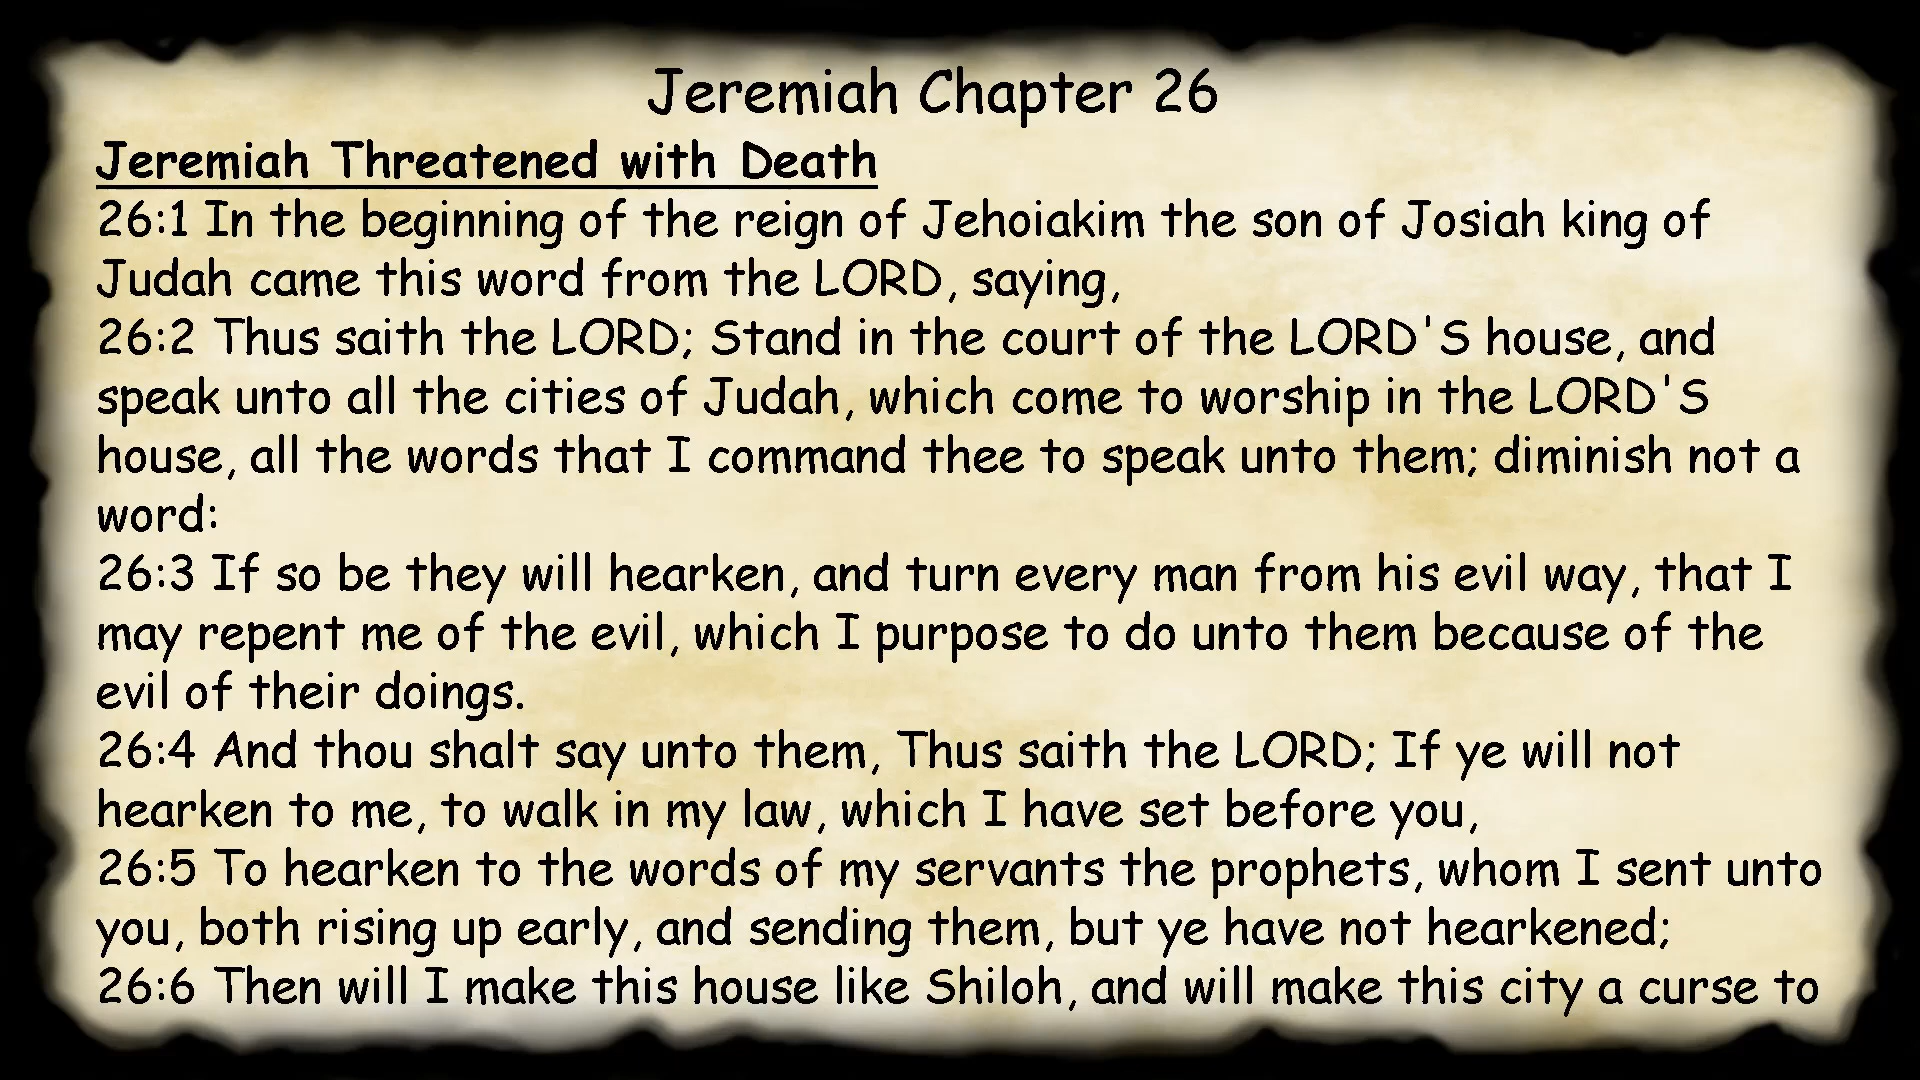 Jeremiah Chapter 26
Jeremiah Threatened with Death
26:1 In the beginning of the reign of Jehoiakim the son of Josiah king of
Judah came this word from the LORD, saying,
26:2 Thus saith the LORD; Stand in the court of the LORD'S house, and
speak unto all the cities of Judah, which come to worship in the LORD'S
house, all the words that I command thee to speak unto them; diminish not a
word:
26:3 If so be they will hearken, and turn every man from his evil way, that I
may repent me of the evil, which I purpose to do unto them because of the
evil of their doings.
26:4 And thou shalt say unto them, Thus saith the LORD; If ye will not
hearken to me, to walk in my law, which I have set before you,
26:5 To hearken to the words of my servants the prophets, whom I sent unto
you, both rising up early, and sending them, but ye have not hearkened;
26:6 Then will I make this house like Shiloh, and will make this city a curse to